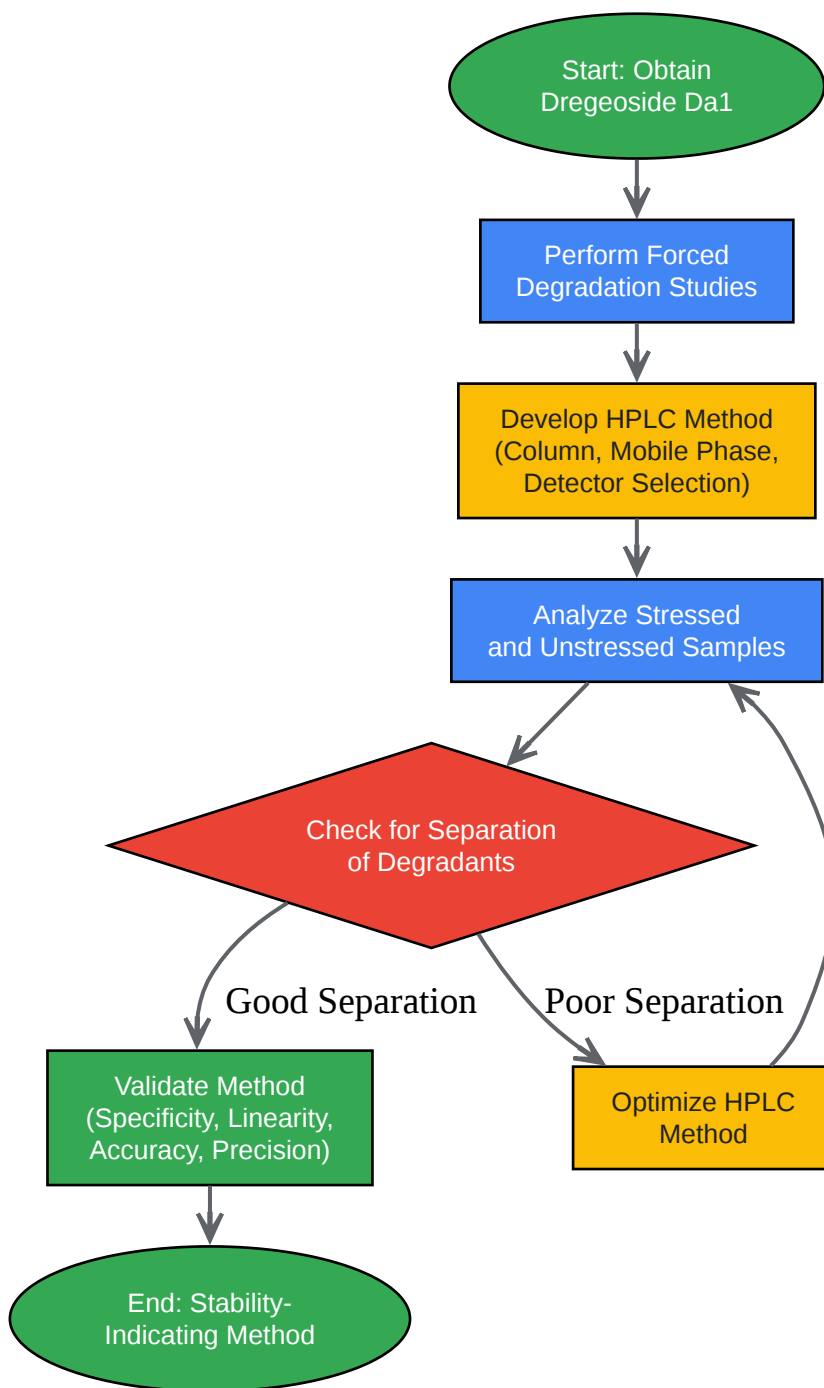 Start: Obtain
Dregeoside Da1
Perform Forced
Degradation Studies
Develop HPLC Method
(Column, Mobile Phase,
Detector Selection)
Analyze Stressed
and Unstressed Samples
Check for Separation
of Degradants
Good Separation
Poor Separation
Validate Method
(Specificity, Linearity,
Accuracy, Precision)
Optimize HPLC
Method
End: Stability-
Indicating Method